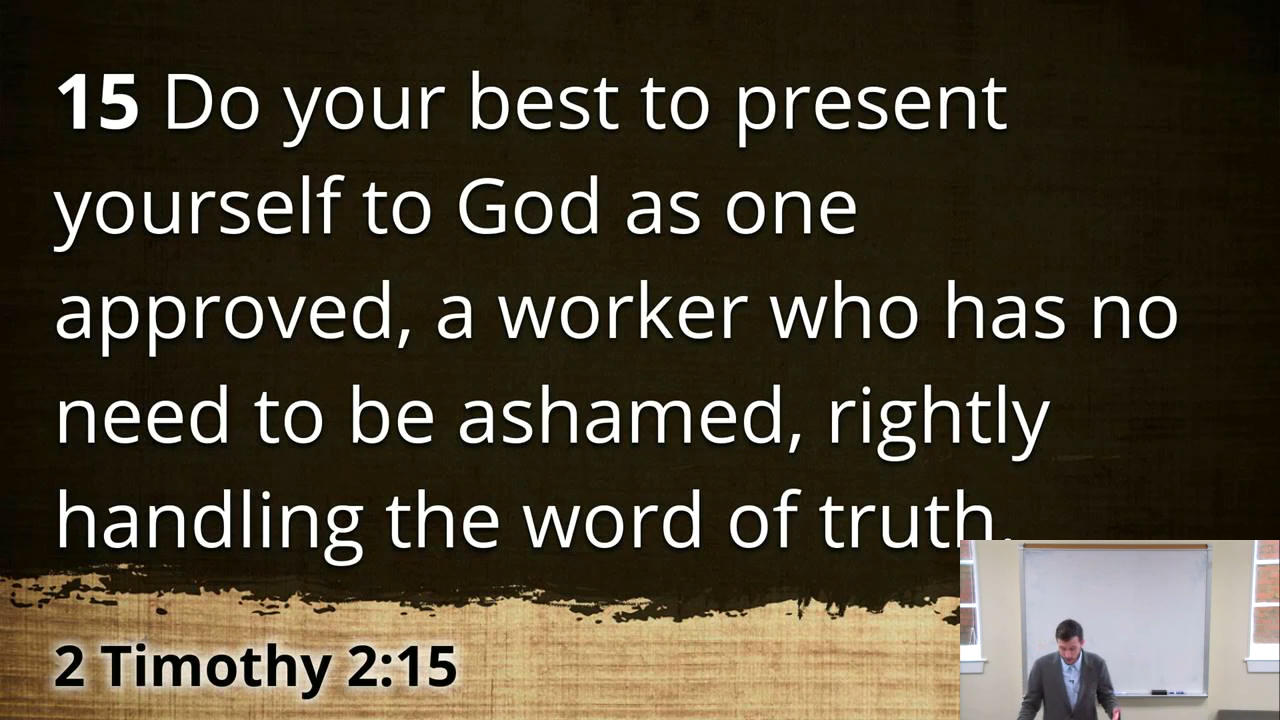 15 Do your best to present
yourself to God as one
approved, a worker who has no
need to be ashamed, rightly
handling the word of truth.
2 Timothy 2:15